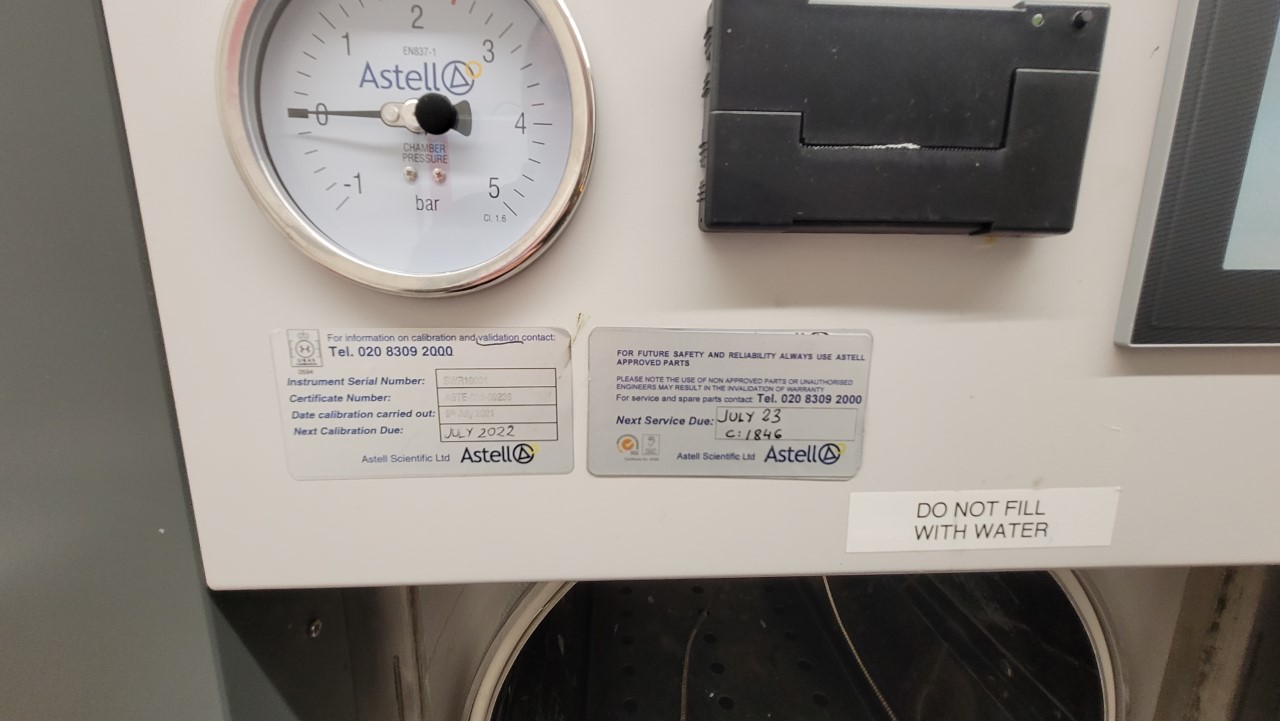 2
1
3
EN837-1
Astell
0
4
CHAMBER
PRESSURE
-1
5
bar
Cl. 1.6
For information on calibration and validation contact:
Tel. 020 8309 2000
UKAS
0594
Instrument Serial Number:
Certificate Number:
Date calibration carried out:
Next Calibration Due: JULY 2022
Astell Scientific Ltd Astell
FOR FUTURE SAFETY AND RELIABILITY ALWAYS USE ASTELL
APPROVED PARTS
PLEASE NOTE THE USE OF NON APPROVED PARTS OR UNAUTHORISED
ENGINEERS MAY RESULT IN THE INVALIDATION OF WARRANTY
For service and spare parts contact: Tel. 020 8309 2000
Next Service Due: JULY 23
C: 1846
Astell Scientific Ltd Astell
DO NOT FILL
WITH WATER